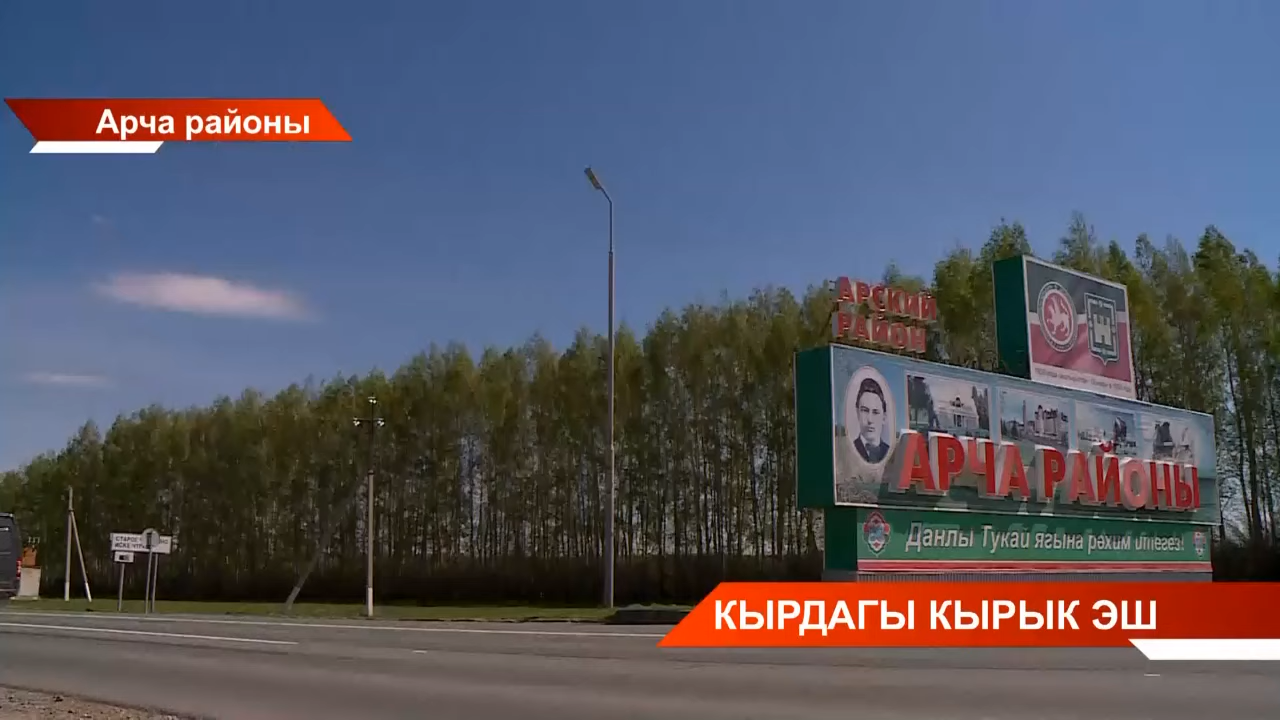 Арча районы
АРСКИЙ
РАЙОН
АРЧА РАЙОНЫ
Данлы Тукай ягына рәхим итегез!
КЫРДАГЫ КЫРЫК ЭШ